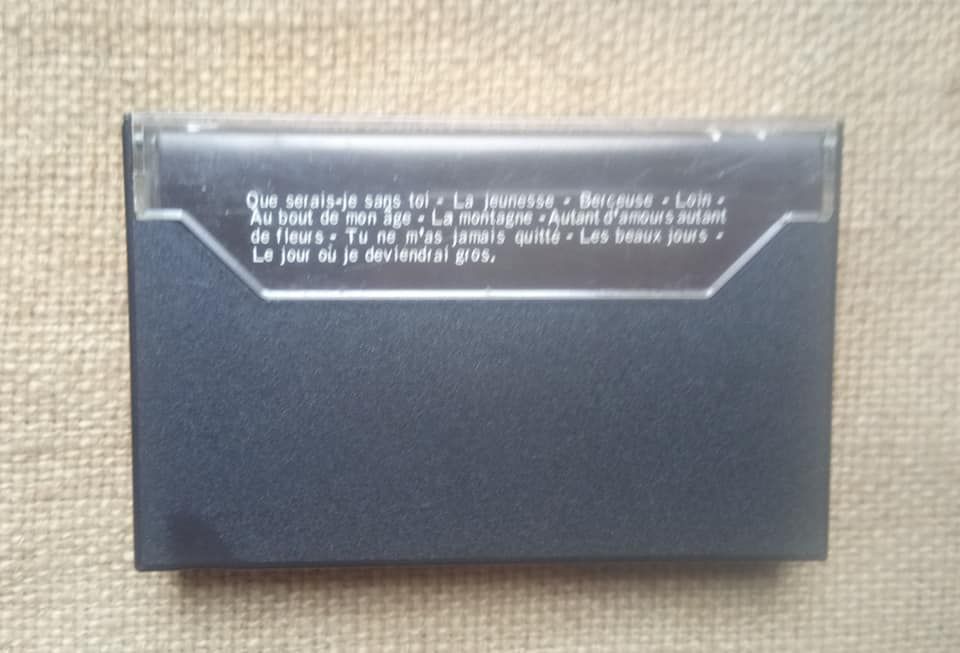 Que serais-je sans toi - La jeunesse - Berceuse - Loin -
Au bout de mon âge - La montagne - Autant d'amours autant
de fleurs - Tu ne m'as jamais quitté - Les beaux jours -
Le jour où je deviendrai gros.